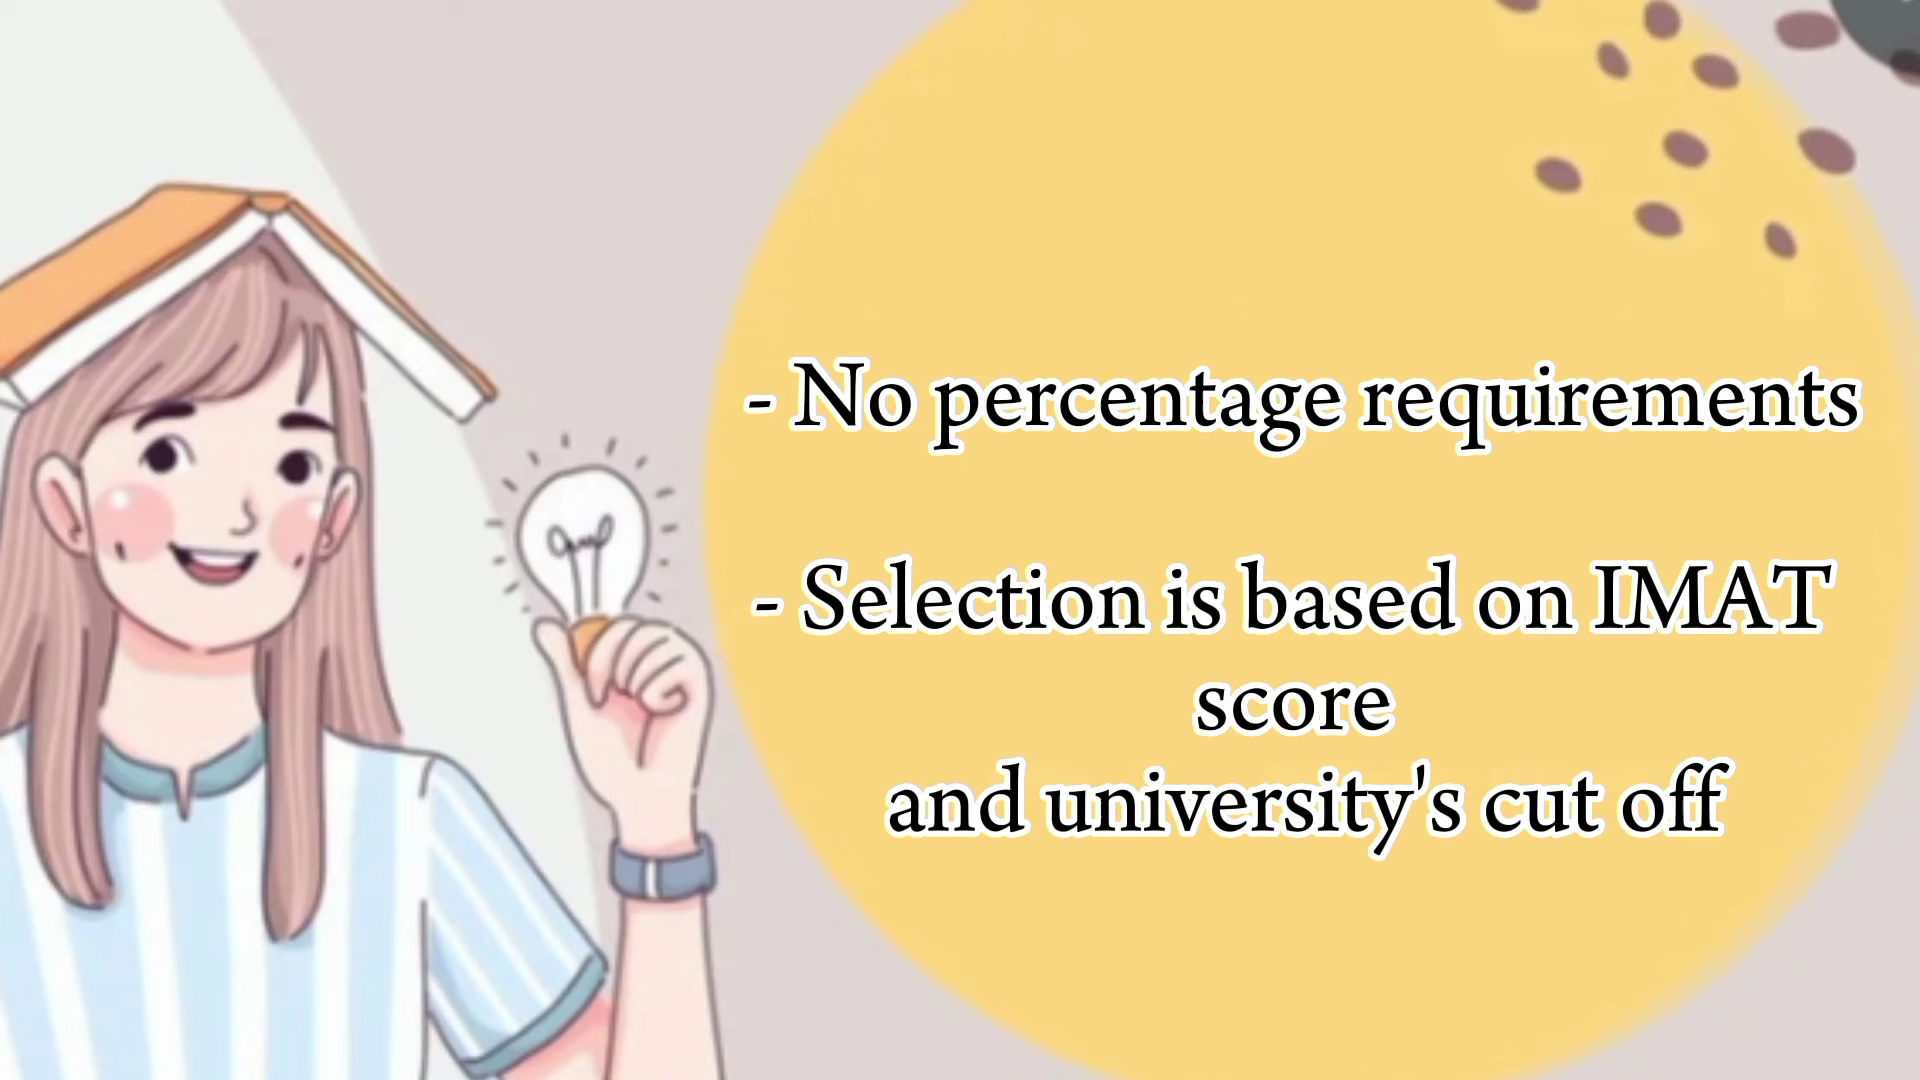 - No percentage requirements
- Selection is based on IMAT
score
and university's cut off